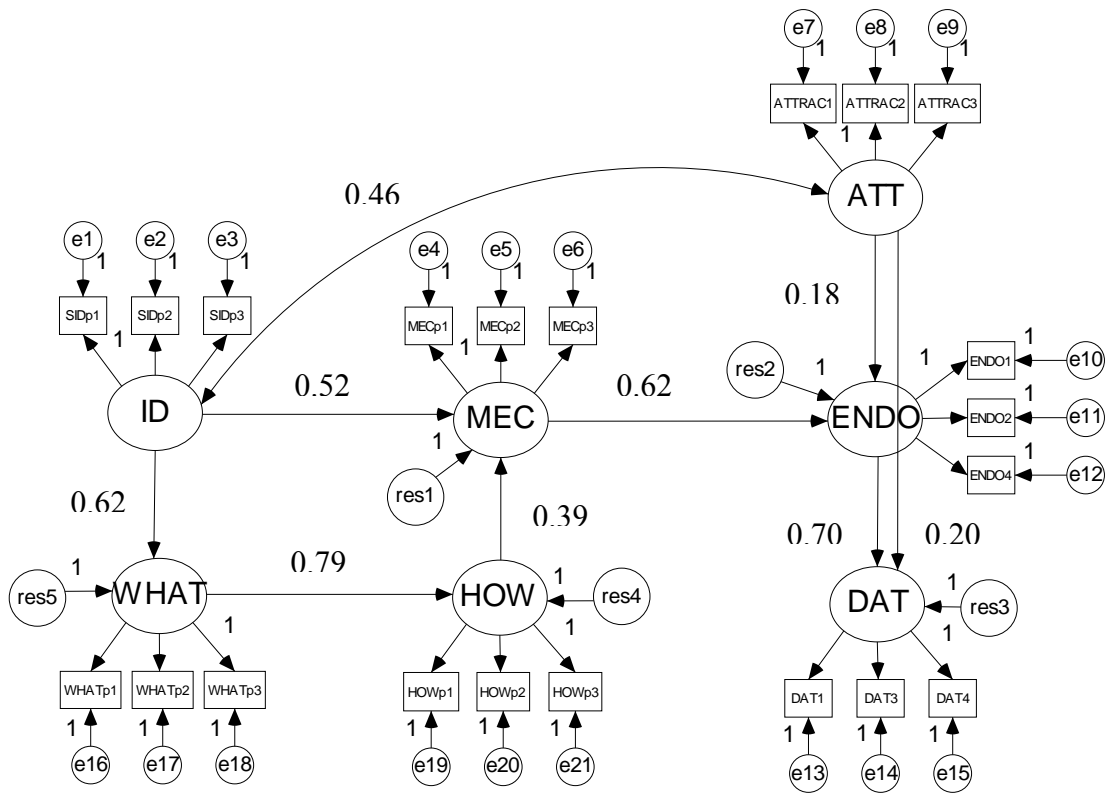 e7 e8 e9
1 1 1
ATTRAC1 ATTRAC2 ATTRAC3
1
ATT
0.46
e1 e2 e3
1 1 1
e4 e5 e6
1 1 1
SIDp1 SIDp2 SIDp3
1
MECp1 MECp2 MECp3
1
0.18
ID
0.52
MEC
1
res1
0.62
res2
1
ENDO
1
ENDO1 1 e10
ENDO2 1 e11
ENDO4 1 e12
0.62
0.39
0.70
0.20
res5
1
WHAT
0.79
HOW
1
res4
DAT
1
res3
1
1
1
WHATp1 WHATp2 WHATp3
HOWp1 HOWp2 HOWp3
DAT1 DAT3 DAT4
1 1 1
1 1 1
1 1 1
e16 e17 e18
e19 e20 e21
e13 e14 e15